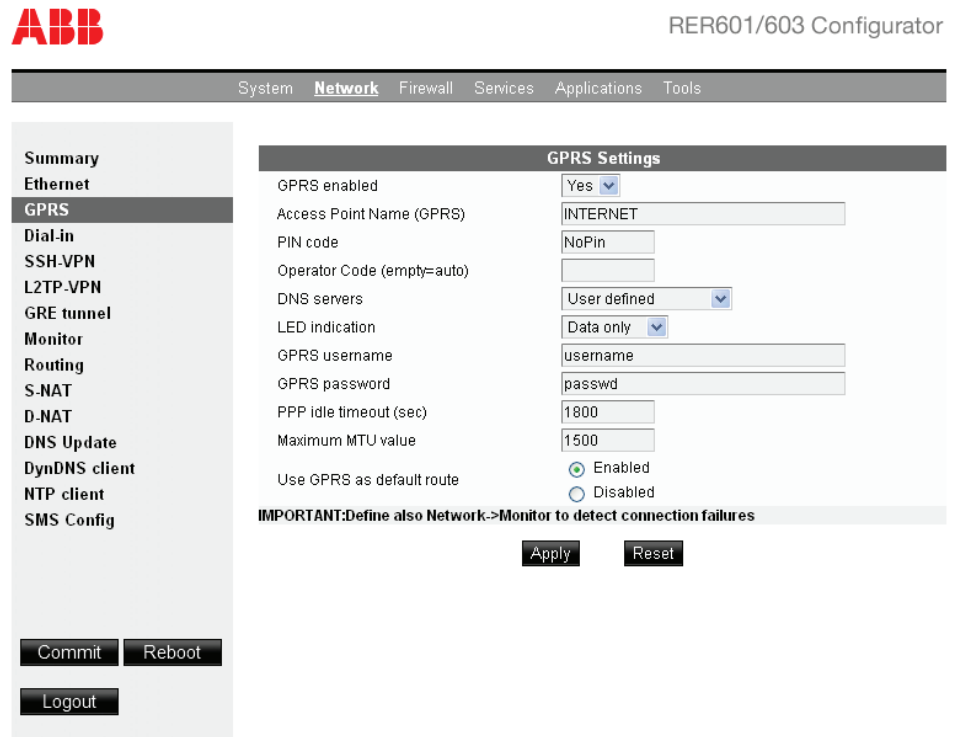 ABB
RER601/603 Configurator
System Network Firewall Services Applications Tools
Summary
Ethernet
GPRS
Dial-in
SSH-VPN
L2TP-VPN
GRE tunnel
Monitor
Routing
S-NAT
D-NAT
DNS Update
DynDNS client
NTP client
SMS Config
Commit Reboot
Logout
GPRS Settings
GPRS enabled Yes
Access Point Name (GPRS) INTERNET
PIN code NoPin
Operator Code (empty=auto)
DNS servers User defined
LED indication Data only
GPRS username username
GPRS password passwd
PPP idle timeout (sec) 1800
Maximum MTU value 1500
Use GPRS as default route Enabled
Disabled
IMPORTANT:Define also Network->Monitor to detect connection failures
Apply Reset